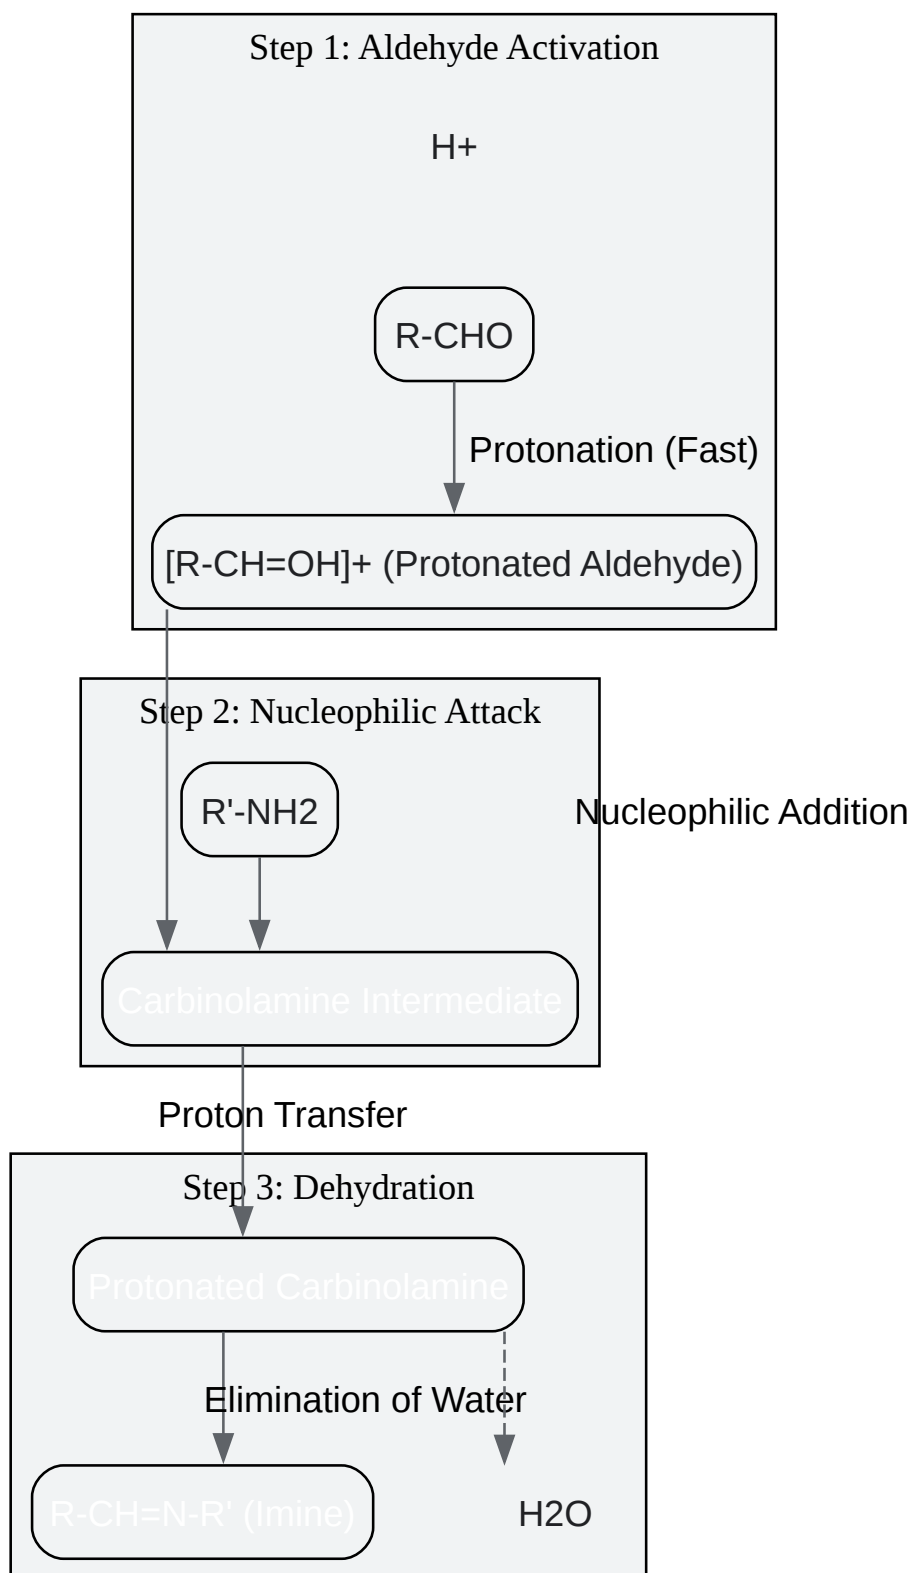 Step 1: Aldehyde Activation
H+
R-CHO
Protonation (Fast)
[R-CH=OH]+ (Protonated Aldehyde)
Step 2: Nucleophilic Attack
R'-NH2
Nucleophilic Addition
Carbinolamine Intermediate
Proton Transfer
Step 3: Dehydration
Protonated Carbinolamine
Elimination of Water
R-CH=N-R' (Imine)
H2O